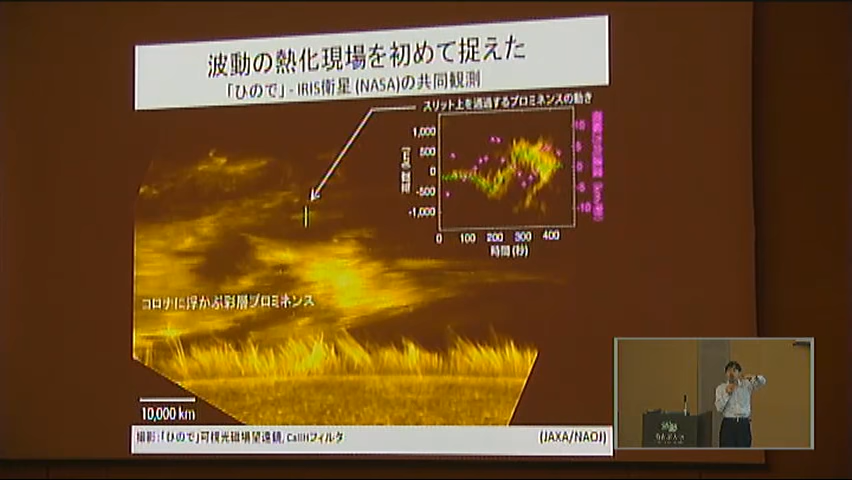 波動の熱化現場を初めて捉えた
「ひので」- IRIS衛星 (NASA)の共同観測
スリット上を通過するプロミネンスの動き
1,000
500
0
-500
-1,000
10
5
0
-5
-10
0 100 200 300 400
時間(秒)
コロナに浮かぶ彩層プロミネンス
10,000 km
撮影:「ひので」可視光磁場望遠鏡, CaIIHフィルタ
(JAXA/NAOJ)